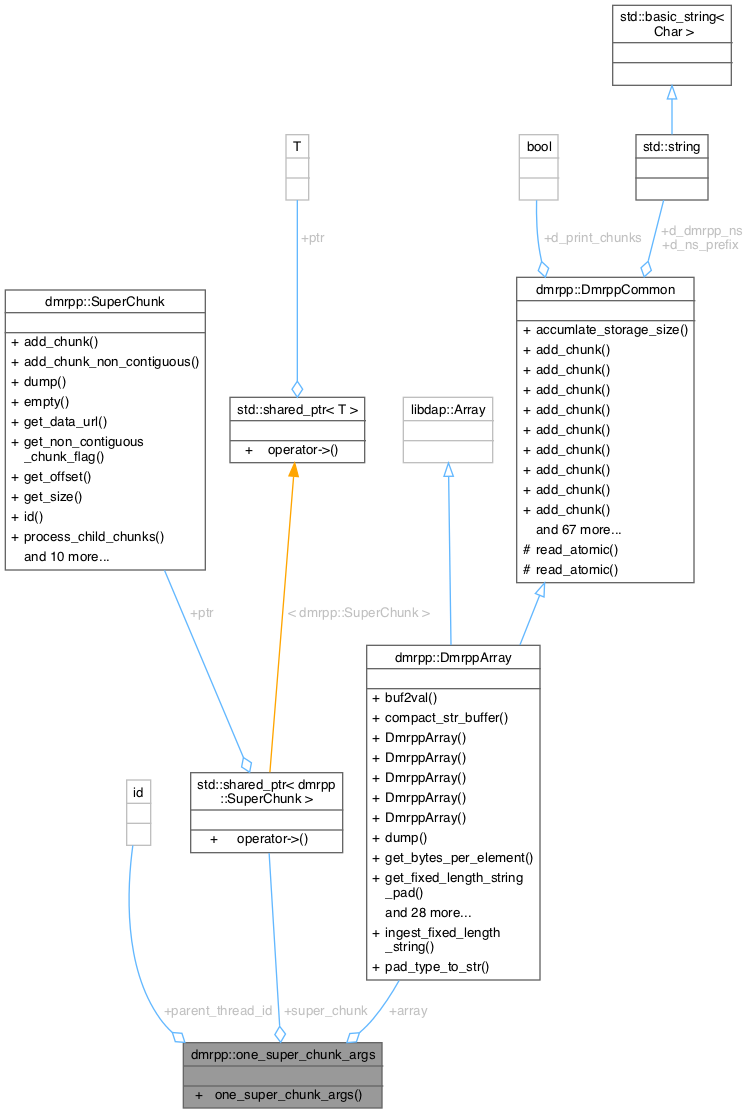 std::basic_string<
Char >
T
bool
std::string
+ptr
+d_print_chunks
+d_dmrpp_ns
+d_ns_prefix
dmrpp::SuperChunk
+ add_chunk()
+ add_chunk_non_contiguous()
+ dump()
+ empty()
+ get_data_url()
+ get_non_contiguous
_chunk_flag()
+ get_offset()
+ get_size()
+ id()
+ process_child_chunks()
and 10 more...
std::shared_ptr< T >
+ operator->()
libdap::Array
dmrpp::DmrppCommon
+ accumlate_storage_size()
+ add_chunk()
+ add_chunk()
+ add_chunk()
+ add_chunk()
+ add_chunk()
+ add_chunk()
+ add_chunk()
+ add_chunk()
+ add_chunk()
and 67 more...
# read_atomic()
# read_atomic()
+ptr
< dmrpp::SuperChunk >
dmrpp::DmrppArray
+ buf2val()
+ compact_str_buffer()
+ DmrppArray()
+ DmrppArray()
+ DmrppArray()
+ DmrppArray()
+ DmrppArray()
+ dump()
+ get_bytes_per_element()
+ get_fixed_length_string
_pad()
and 28 more...
+ ingest_fixed_length
_string()
+ pad_type_to_str()
id
std::shared_ptr< dmrpp
::SuperChunk >
+ operator->()
+parent_thread_id
+super_chunk
+array
dmrpp::one_super_chunk_args
+ one_super_chunk_args()